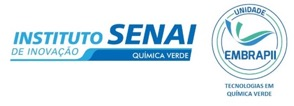 INSTITUTO SENAI
DE INOVAÇÃO
QUÍMICA VERDE
UNIDADE
EMBRAPII
TECNOLOGIAS EM
QUÍMICA VERDE